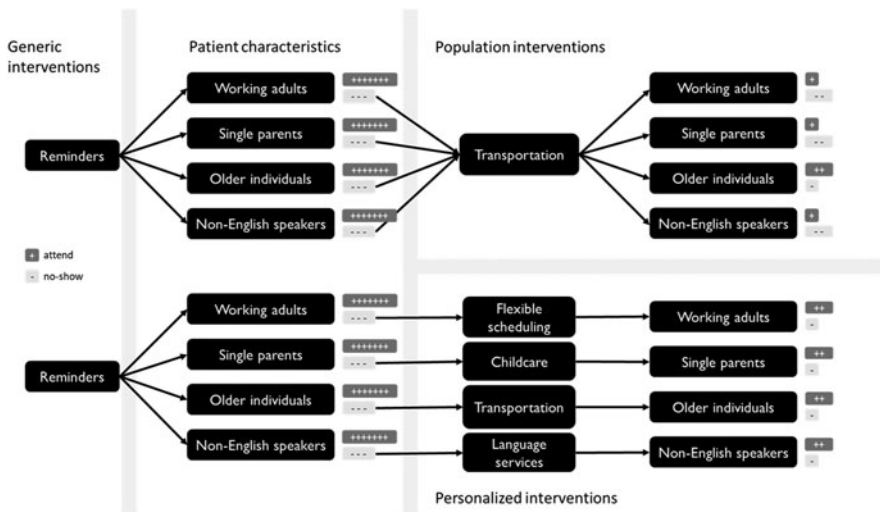 Generic
interventions
Patient characteristics
Population interventions
Reminders
Working adults
+++++++
- - -
Single parents
+++++++
- - -
Older individuals
+++++++
- - -
Non-English speakers
+++++++
- - -
Transportation
Working adults
+
- -
Single parents
+
- -
Older individuals
++
-
Non-English speakers
+
- -
+ attend
- no-show
Reminders
Working adults
+++++++
- - -
Single parents
+++++++
- - -
Older individuals
+++++++
- - -
Non-English speakers
+++++++
- - -
Flexible
scheduling
Childcare
Transportation
Language
services
Working adults
++
-
Single parents
++
-
Older individuals
++
-
Non-English speakers
++
-
Personalized interventions